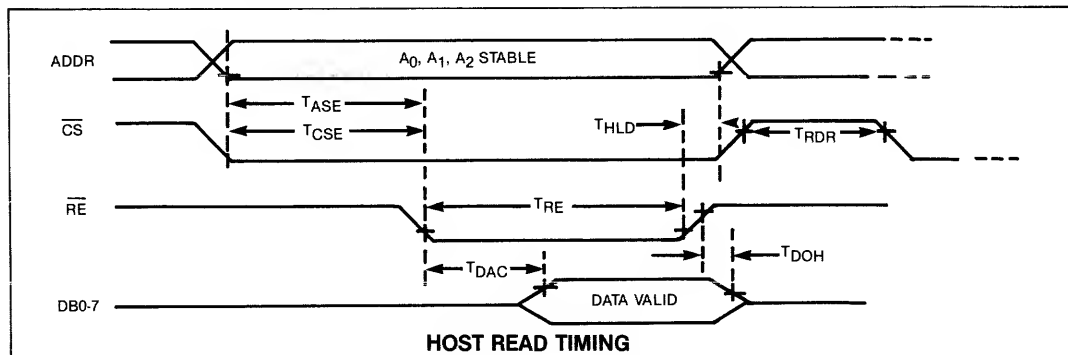 ADDR
A0, A1, A2 STABLE
TASE
CS
TCSE
THLD
TRDR
RE
TRE
TDAC
TDOH
DB0-7
DATA VALID
HOST READ TIMING